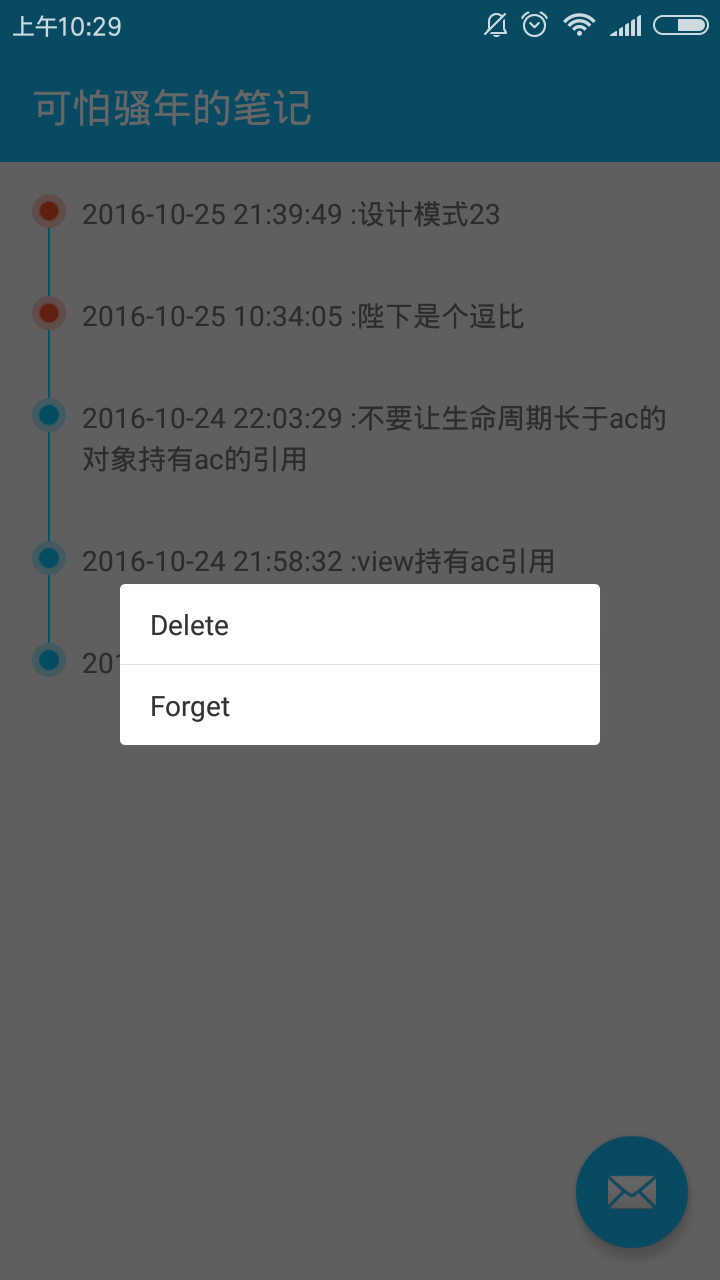 上午10:29
可怕骚年的笔记
2016-10-25 21:39:49 :设计模式23
2016-10-25 10:34:05 :陛下是个逗比
2016-10-24 22:03:29 :不要让生命周期长于ac的
对象持有ac的引用
2016-10-24 21:58:32 :view持有ac引用
Delete
Forget